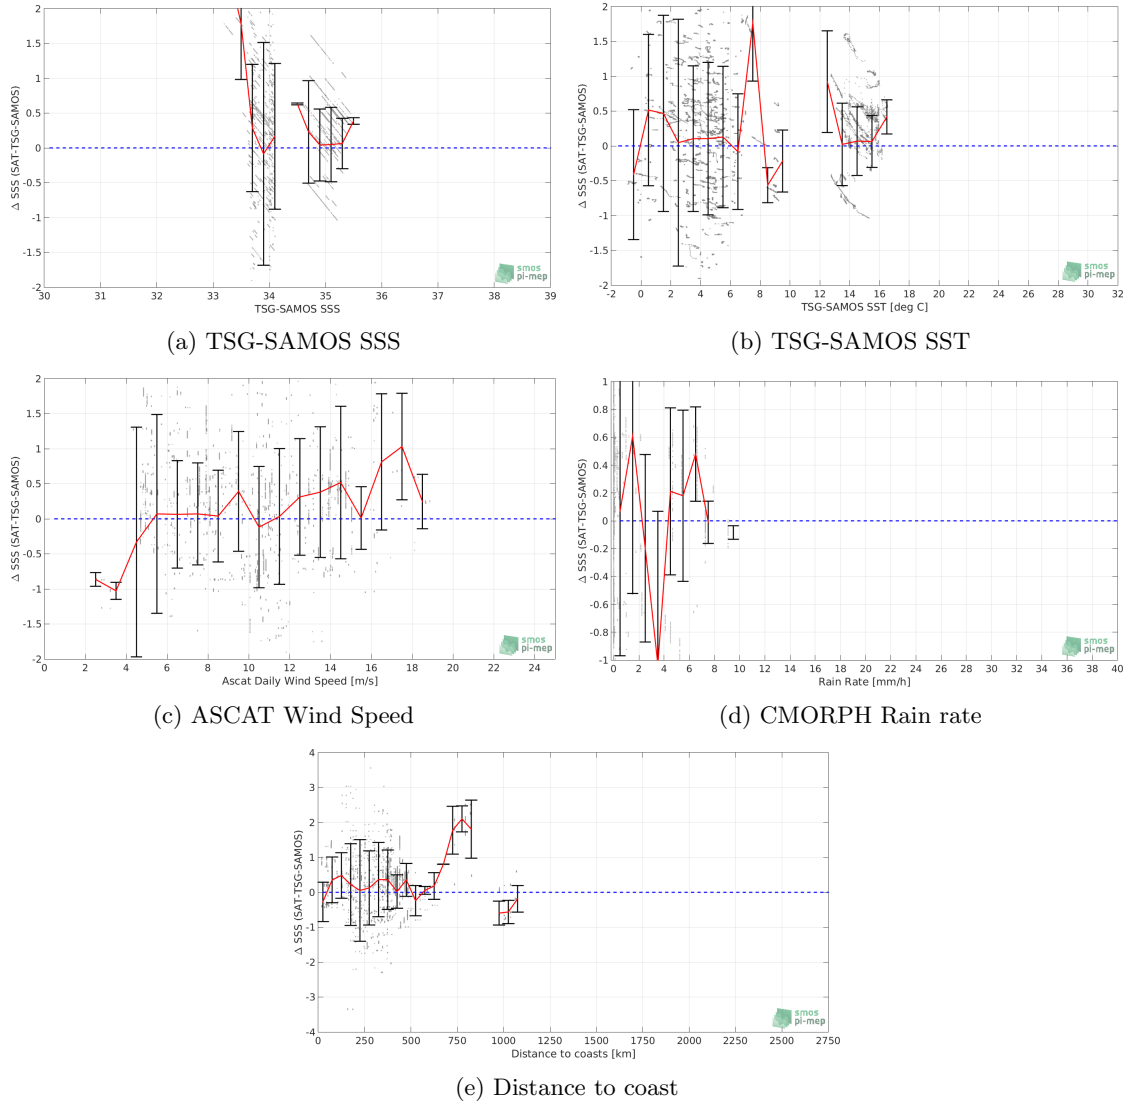 2
1.5
1
0.5
0
-0.5
-1
-1.5
-2
Δ SSS (SAT-TSG-SAMOS)
30 31 32 33 34 35 36 37 38 39
TSG-SAMOS SSS
smos
pi-mep
(a) TSG-SAMOS SSS
2
1.5
1
0.5
0
-0.5
-1
-1.5
-2
Δ SSS (SAT-TSG-SAMOS)
-2 0 2 4 6 8 10 12 14 16 18 20 22 24 26 28 30 32
TSG-SAMOS SST [deg C]
smos
pi-mep
(b) TSG-SAMOS SST
2
1.5
1
0.5
0
-0.5
-1
-1.5
-2
Δ SSS (SAT-TSG-SAMOS)
0 2 4 6 8 10 12 14 16 18 20 22 24
Ascat Daily Wind Speed [m/s]
smos
pi-mep
(c) ASCAT Wind Speed
1
0.8
0.6
0.4
0.2
0
-0.2
-0.4
-0.6
-0.8
-1
Δ SSS (SAT-TSG-SAMOS)
0 2 4 6 8 10 12 14 16 18 20 22 24 26 28 30 32 34 36 38 40
Rain Rate [mm/h]
smos
pi-mep
(d) CMORPH Rain rate
4
3
2
1
0
-1
-2
-3
-4
Δ SSS (SAT-TSG-SAMOS)
0 250 500 750 1000 1250 1500 1750 2000 2250 2500 2750
Distance to coasts [km]
smos
pi-mep
(e) Distance to coast